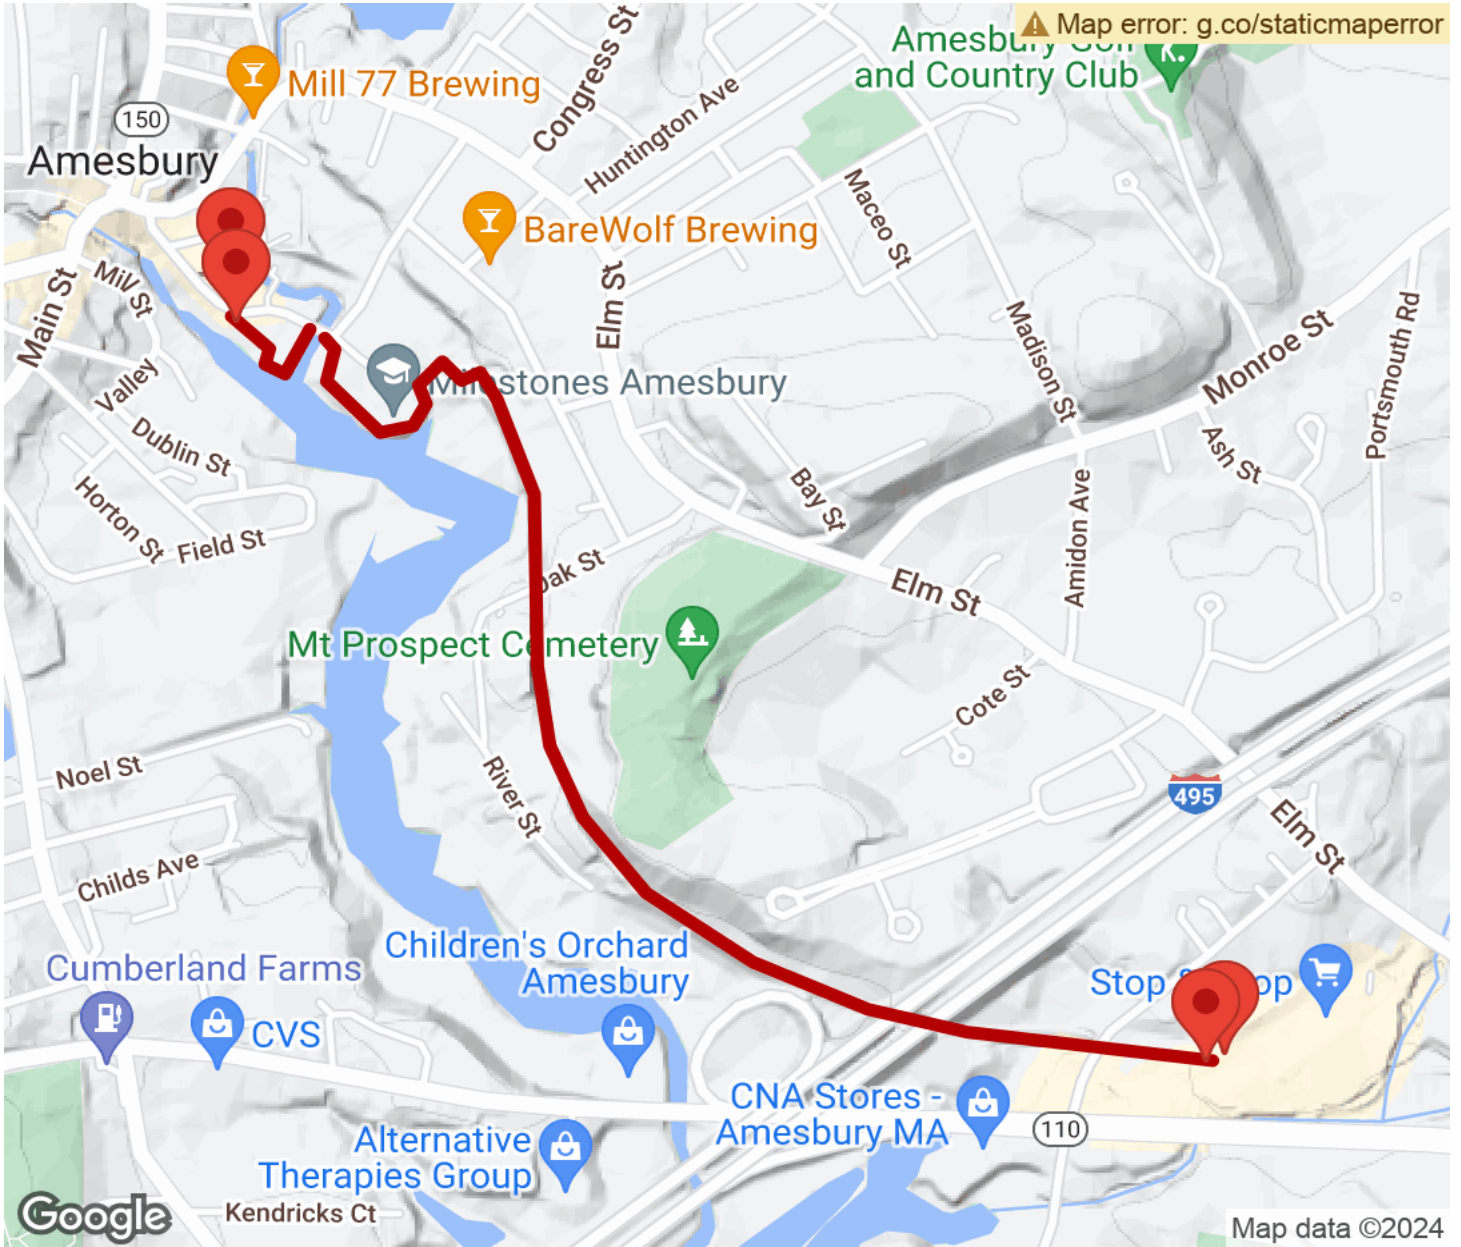 Map error: g.co/staticmaperror
Amesbury Golf
and Country Club
Mill 77 Brewing
Congress St
Huntington Ave
150
Amesbury
Maceo St
BareWolf Brewing
Elm St
Main St
Mill St
Madison St
Monroe St
Portsmouth Rd
Valley
Milestones Amesbury
Dublin St
Ash St
Horton St
Field St
Bay St
Amidon Ave
Oak St
Elm St
Mt Prospect Cemetery
Cote St
Noel St
River St
495
Elm St
Childs Ave
Children's Orchard
Amesbury
Cumberland Farms
Stop & Shop
CVS
CNA Stores -
Amesbury MA
110
Alternative
Therapies Group
Kendricks Ct
Google
Map data ©2024